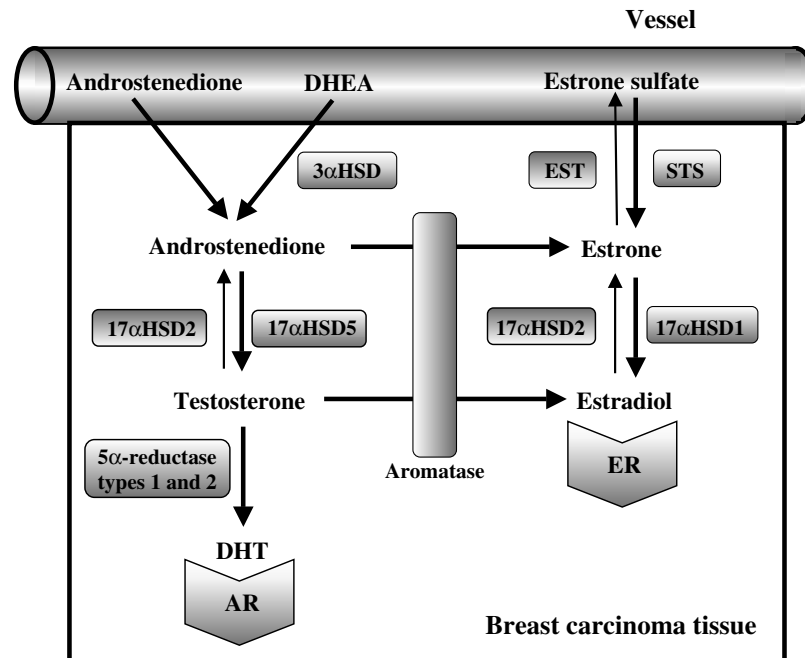 Vessel
Androstenedione
DHEA
Estrone sulfate
3αHSD
EST
STS
Androstenedione
Estrone
17αHSD2
17αHSD5
17αHSD2
17αHSD1
Testosterone
Estradiol
5α-reductase
types 1 and 2
Aromatase
ER
DHT
AR
Breast carcinoma tissue